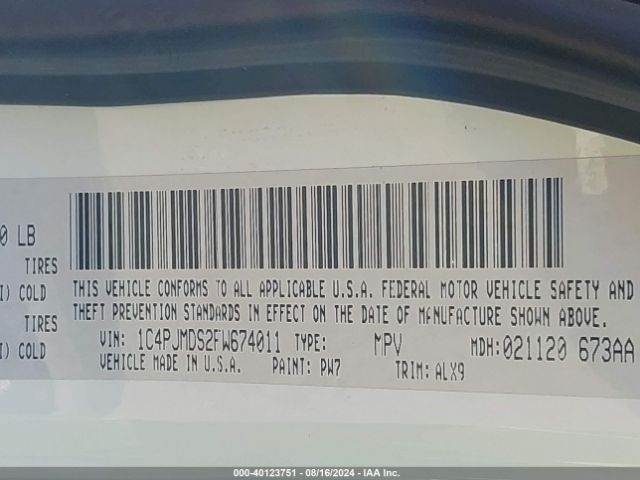 0 LB
TIRES
I) COLD
TIRES
I) COLD
THIS VEHICLE CONFORMS TO ALL APPLICABLE U.S.A. FEDERAL MOTOR VEHICLE SAFETY AND
THEFT PREVENTION STANDARDS IN EFFECT ON THE DATE OF MANUFACTURE SHOWN ABOVE.
VIN: 1C4PJMDS2FW674011 TYPE: MPV MDH:021120 673AA
VEHICLE MADE IN U.S.A. PAINT: PW7 TRIM: ALX9
000-40123751 - 08/16/2024 - IAA Inc.